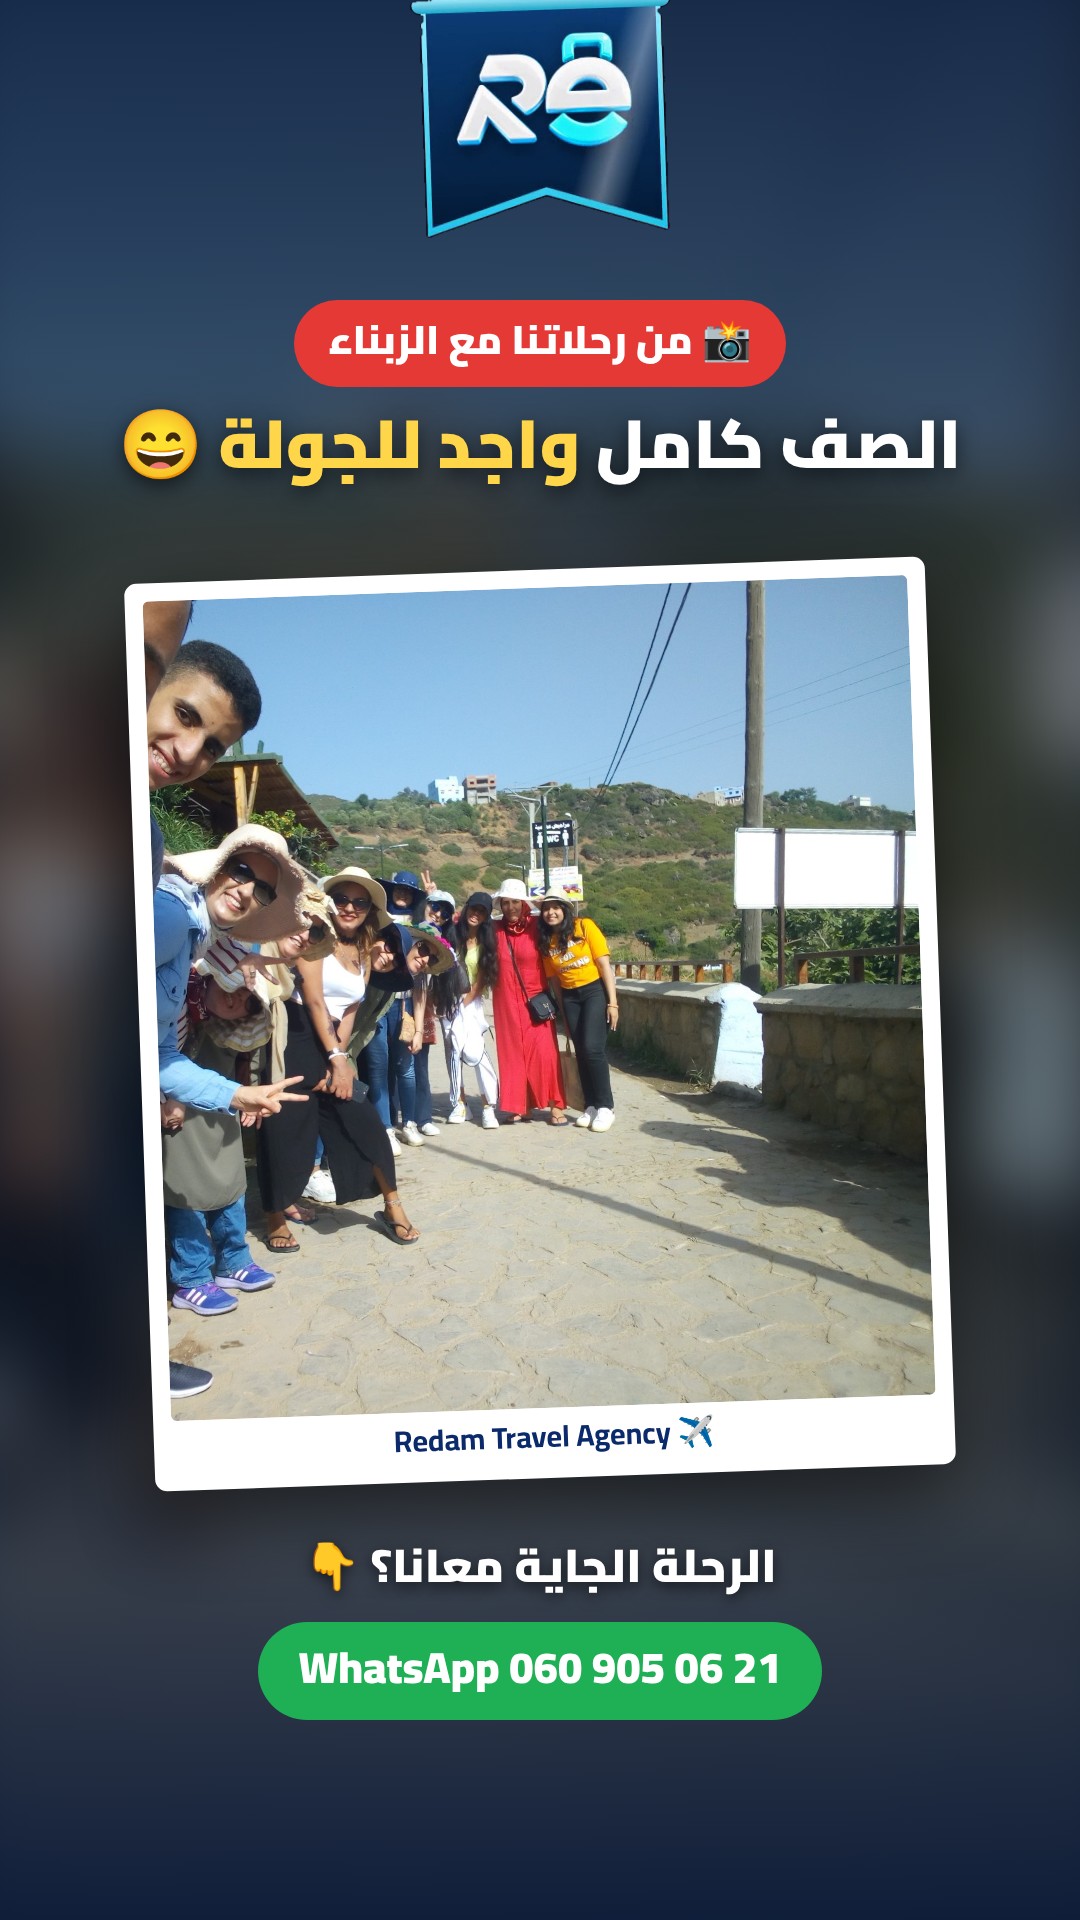 Re
📸 من رحلاتنا مع الزبناء
الصف كامل واجد للجولة 😄
WC
Redam Travel Agency ✈️
الرحلة الجاية معانا؟ 👇
WhatsApp 060 905 06 21